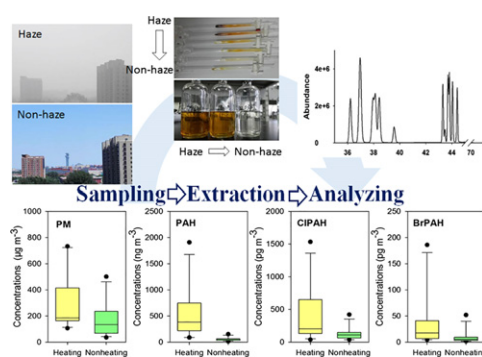 Haze
Non-haze
Haze
Non-haze
Haze Non-haze
Abundance
4e+6
2e+6
0
36 38 40 42 44 70
Sampling Extraction Analyzing
PM
Concentrations (µg m⁻³)
1000
800
600
400
200
0
Heating Nonheating
PAH
Concentrations (ng m⁻³)
2500
2000
1500
1000
500
0
Heating Nonheating
ClPAH
Concentrations (pg m⁻³)
2000
1500
1000
500
0
Heating Nonheating
BrPAH
Concentrations (pg m⁻³)
200
150
100
50
0
Heating Nonheating